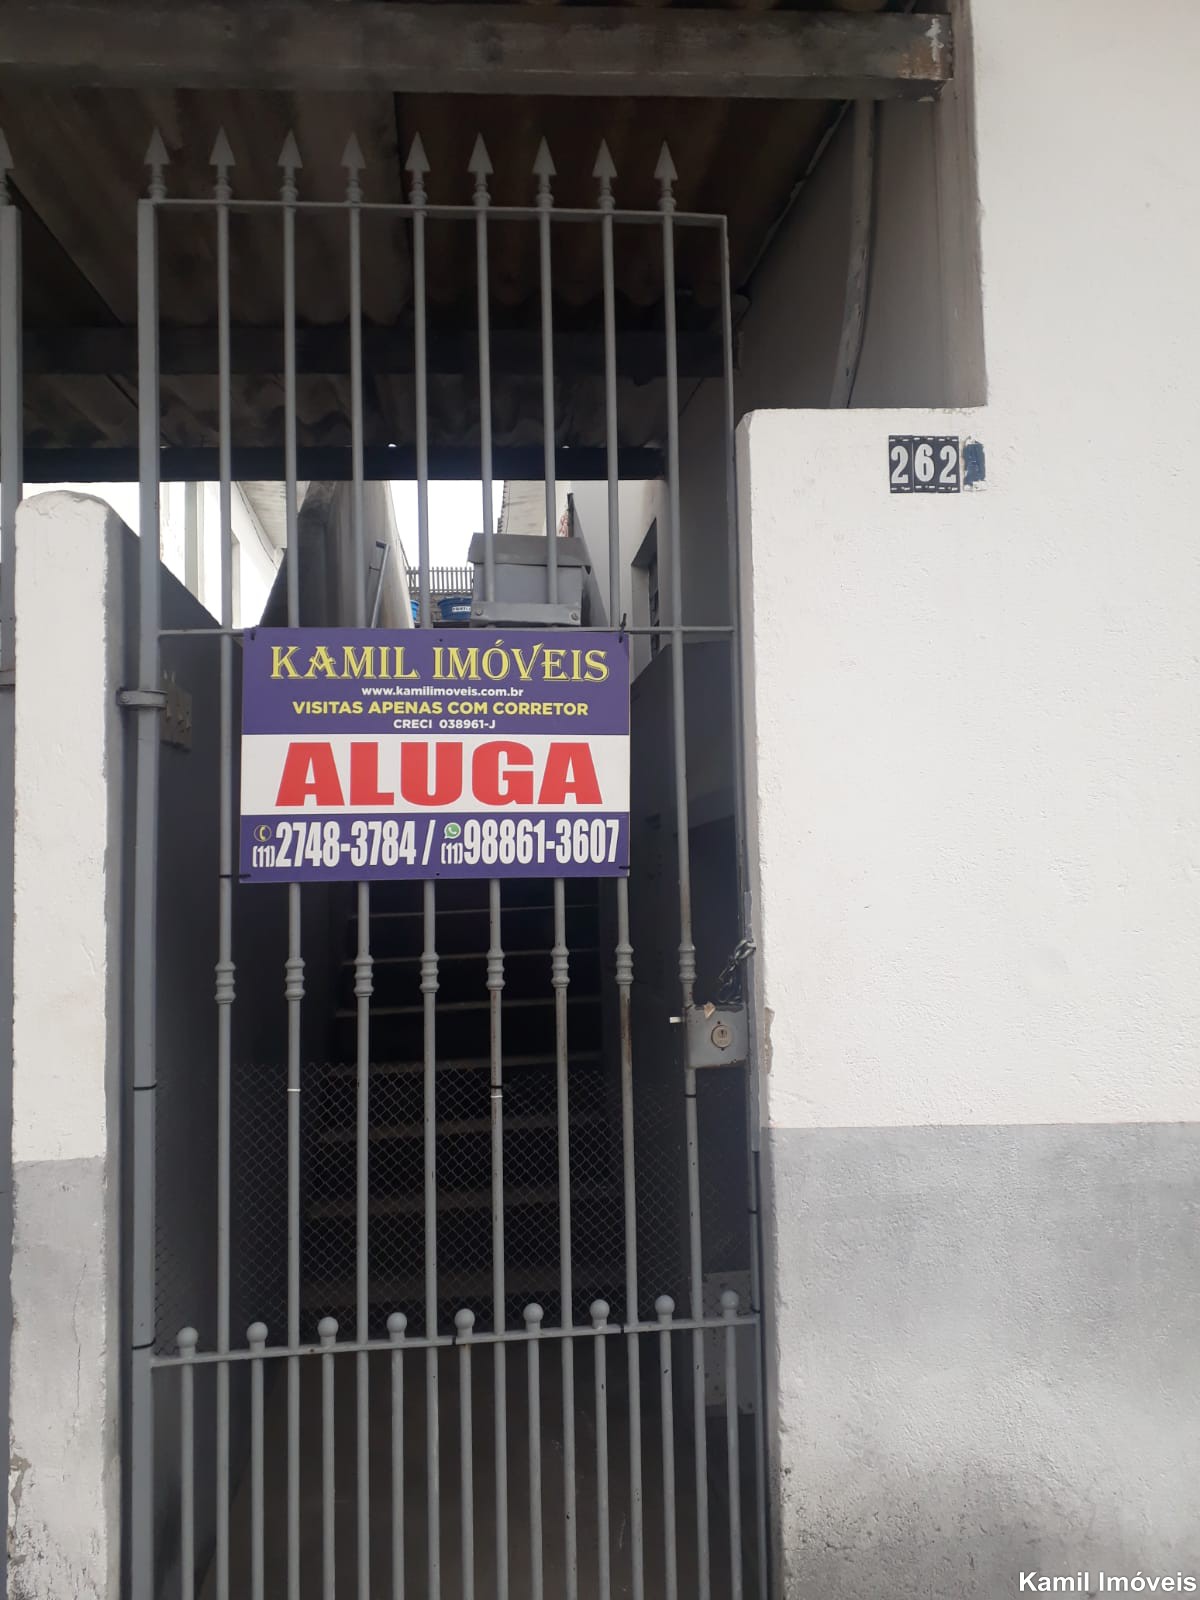 262
KAMIL IMÓVEIS
www.kamilimoveis.com.br
VISITAS APENAS COM CORRETOR
CRECI 038961-J
ALUGA
(11)2748-3784 / (11)98861-3607
Kamil Imóveis